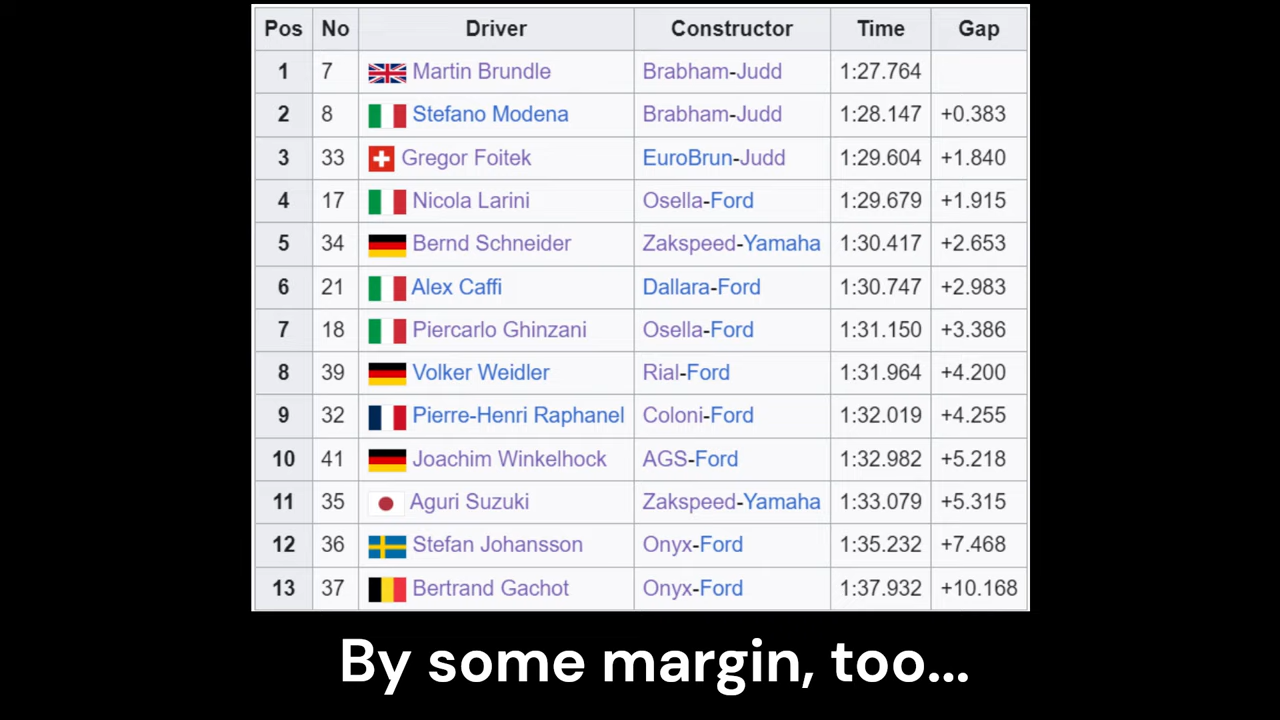 Pos No Driver Constructor Time Gap
1 7 Martin Brundle Brabham-Judd 1:27.764
2 8 Stefano Modena Brabham-Judd 1:28.147 +0.383
3 33 Gregor Foitek EuroBrun-Judd 1:29.604 +1.840
4 17 Nicola Larini Osella-Ford 1:29.679 +1.915
5 34 Bernd Schneider Zakspeed-Yamaha 1:30.417 +2.653
6 21 Alex Caffi Dallara-Ford 1:30.747 +2.983
7 18 Piercarlo Ghinzani Osella-Ford 1:31.150 +3.386
8 39 Volker Weidler Rial-Ford 1:31.964 +4.200
9 32 Pierre-Henri Raphanel Coloni-Ford 1:32.019 +4.255
10 41 Joachim Winkelhock AGS-Ford 1:32.982 +5.218
11 35 Aguri Suzuki Zakspeed-Yamaha 1:33.079 +5.315
12 36 Stefan Johansson Onyx-Ford 1:35.232 +7.468
13 37 Bertrand Gachot Onyx-Ford 1:37.932 +10.168
By some margin, too...